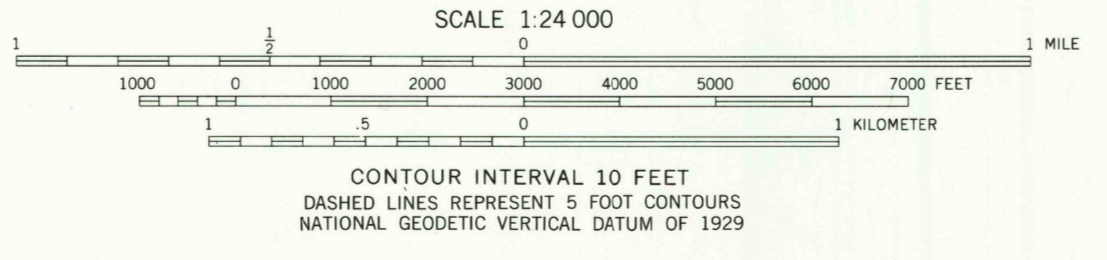 SCALE 1:24 000
1 1/2 0 1 MILE
1000 0 1000 2000 3000 4000 5000 6000 7000 FEET
1 .5 0 1 KILOMETER
CONTOUR INTERVAL 10 FEET
DASHED LINES REPRESENT 5 FOOT CONTOURS
NATIONAL GEODETIC VERTICAL DATUM OF 1929